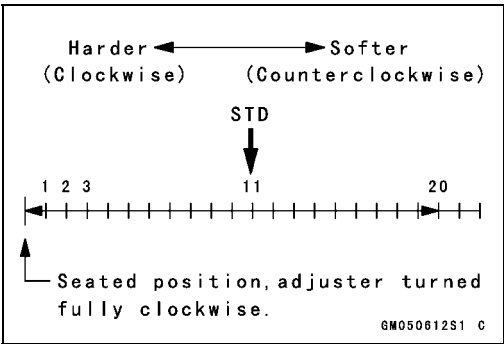 Harder Softer
(Clockwise) (Counterclockwise)
STD
1 2 3 11 20
Seated position, adjuster turned
fully clockwise.
GM050612S1 C